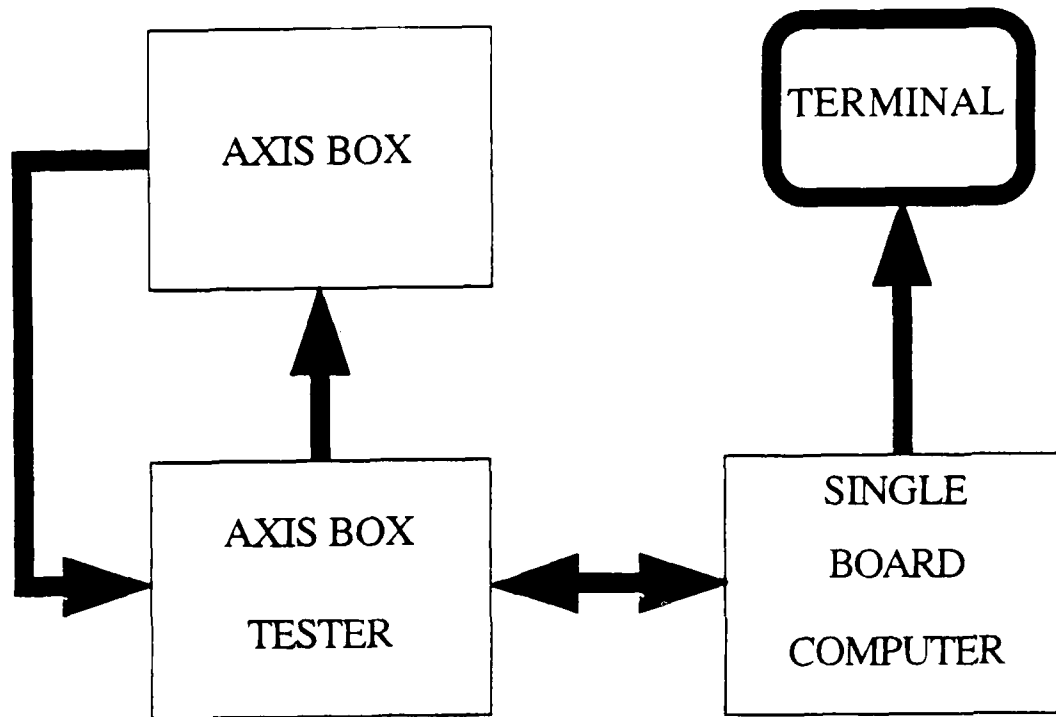 AXIS BOX
TERMINAL
AXIS BOX
TESTER
SINGLE
BOARD
COMPUTER